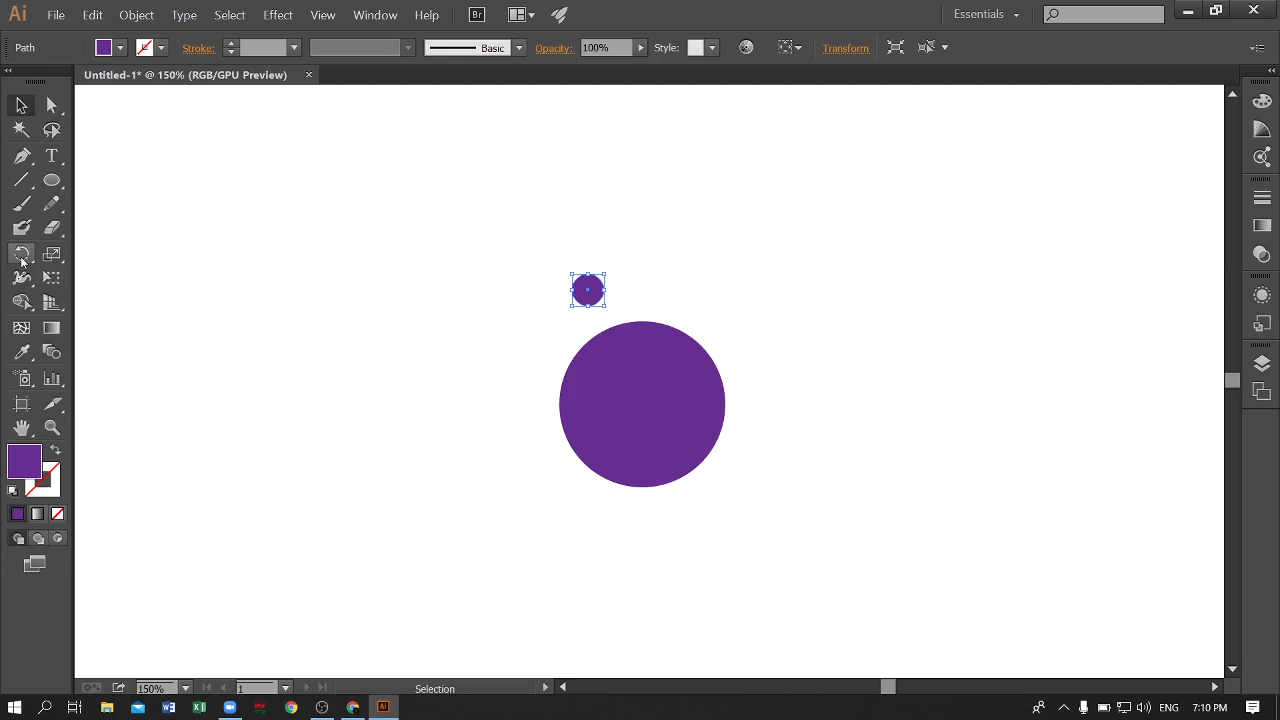 Ai File Edit Object Type Select Effect View Window Help Br Essentials
Path Stroke: Basic Opacity: 100% Style: Transform
Untitled-1* @ 150% (RGB/GPU Preview)
T
150% 1 Selection
Ai ENG 7:10 PM